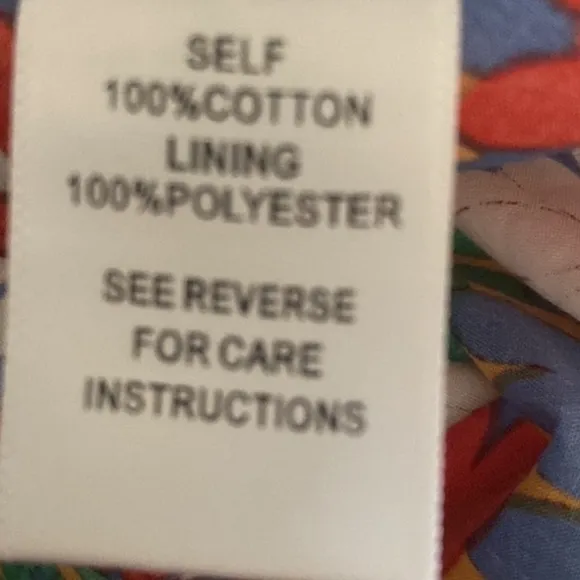 SELF
100%COTTON
LINING
100%POLYESTER
SEE REVERSE
FOR CARE
INSTRUCTIONS